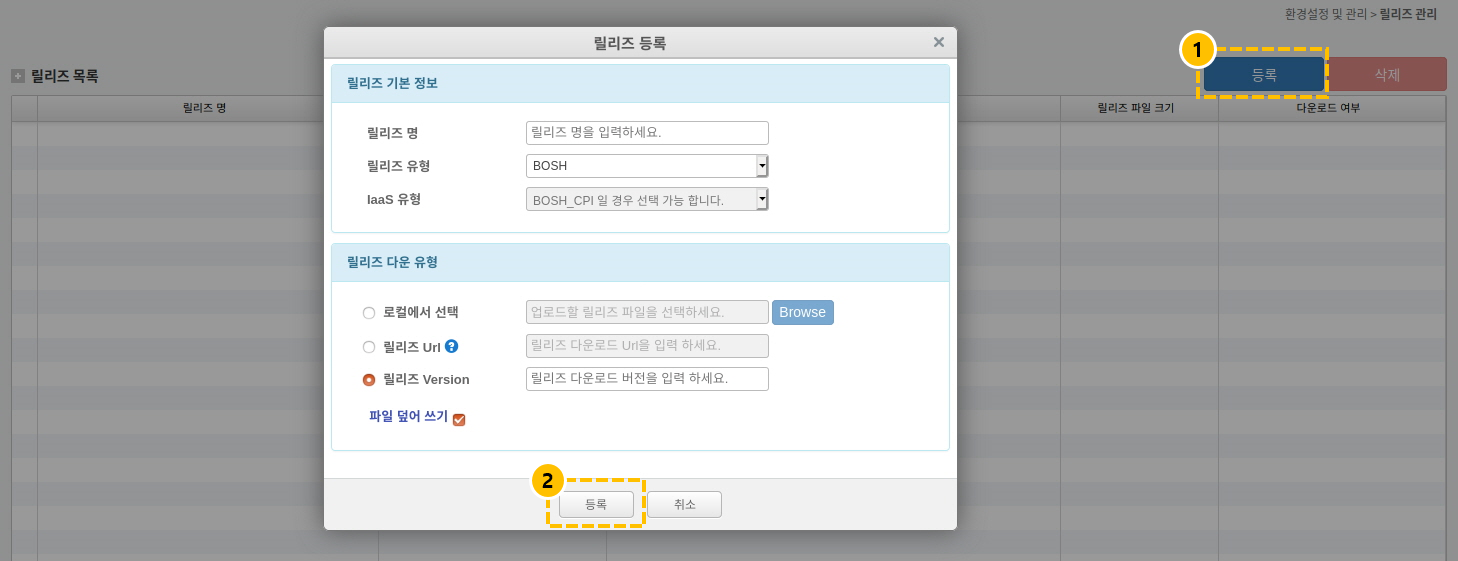 환경설정 및 관리 > 릴리즈 관리
릴리즈 등록 ×
1
릴리즈 목록
등록 삭제
릴리즈 명 릴리즈 파일 크기 다운로드 여부
릴리즈 기본 정보
릴리즈 명 릴리즈 명을 입력하세요.
릴리즈 유형 BOSH
IaaS 유형 BOSH_CPI 일 경우 선택 가능 합니다.
릴리즈 다운 유형
로컬에서 선택 업로드할 릴리즈 파일을 선택하세요. Browse
릴리즈 Url ? 릴리즈 다운로드 Url을 입력 하세요.
릴리즈 Version 릴리즈 다운로드 버전을 입력 하세요.
파일 덮어 쓰기
2
등록 취소